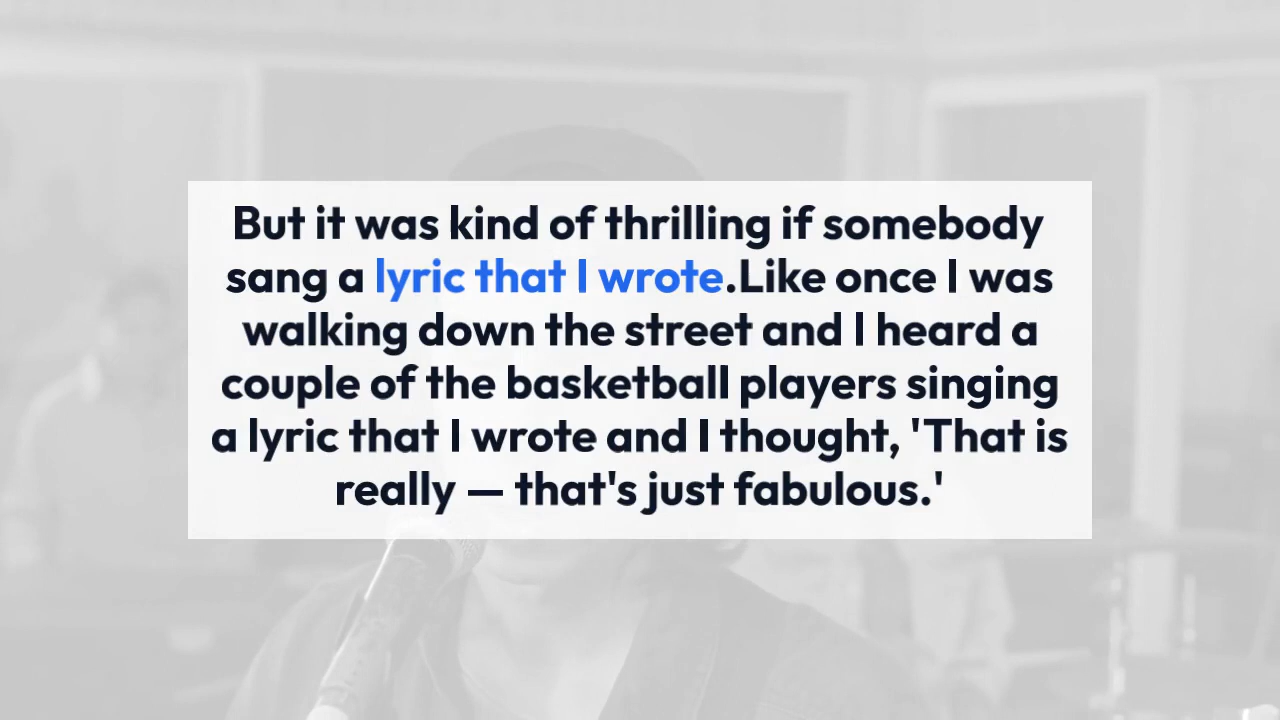 But it was kind of thrilling if somebody
sang a lyric that I wrote.Like once I was
walking down the street and I heard a
couple of the basketball players singing
a lyric that I wrote and I thought, 'That is
really — that's just fabulous.'